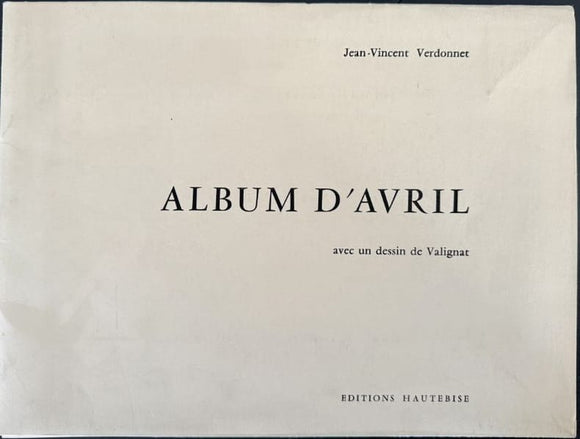 Jean-Vincent Verdonnet
ALBUM D'AVRIL
avec un dessin de Valignat
EDITIONS HAUTEBISE